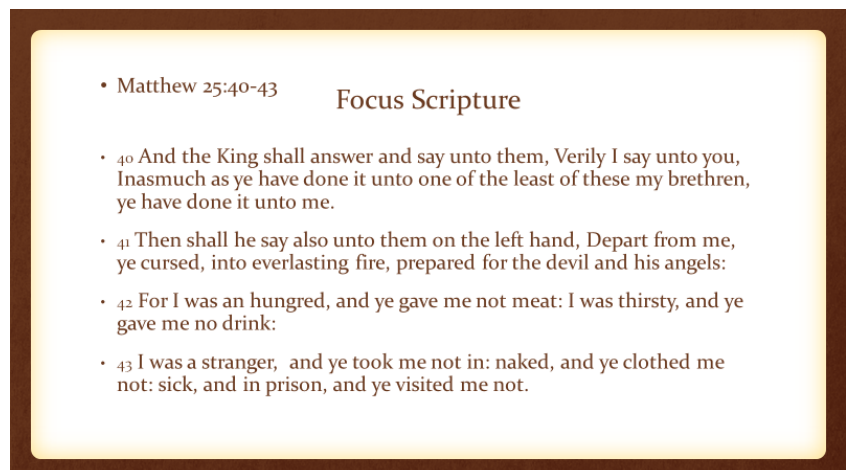 • Matthew 25:40-43
Focus Scripture
• 40 And the King shall answer and say unto them, Verily I say unto you,
Inasmuch as ye have done it unto one of the least of these my brethren,
ye have done it unto me.
• 41 Then shall he say also unto them on the left hand, Depart from me,
ye cursed, into everlasting fire, prepared for the devil and his angels:
• 42 For I was an hungred, and ye gave me not meat: I was thirsty, and ye
gave me no drink:
• 43 I was a stranger,  and ye took me not in: naked, and ye clothed me
not: sick, and in prison, and ye visited me not.